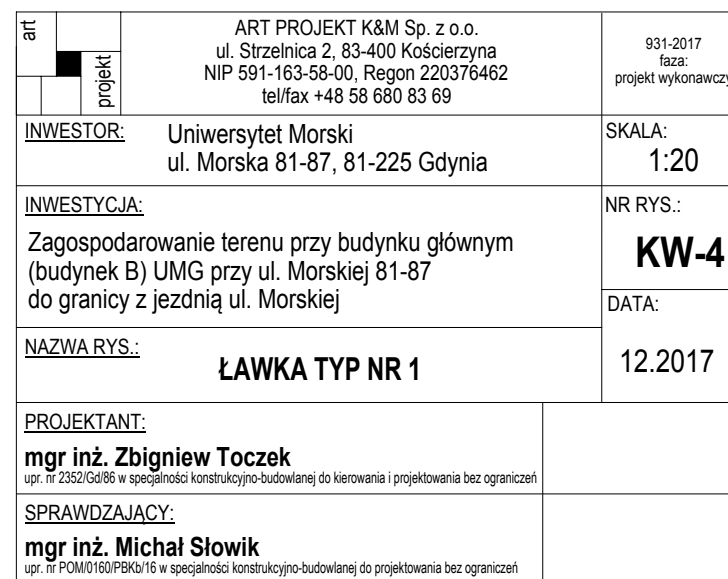 art
projekt
ART PROJEKT K&M Sp. z o.o.
ul. Strzelnica 2, 83-400 Kościerzyna
NIP 591-163-58-00, Regon 220376462
tel/fax +48 58 680 83 69
931-2017
faza:
projekt wykonawczy
INWESTOR:
Uniwersytet Morski
ul. Morska 81-87, 81-225 Gdynia
SKALA:
1:20
INWESTYCJA:
Zagospodarowanie terenu przy budynku głównym
(budynek B) UMG przy ul. Morskiej 81-87
do granicy z jezdnią ul. Morskiej
NR RYS.:
KW-4
DATA:
12.2017
NAZWA RYS.:
ŁAWKA TYP NR 1
PROJEKTANT:
mgr inż. Zbigniew Toczek
upr. nr 2352/Gd/86 w specjalności konstrukcyjno-budowlanej do kierowania i projektowania bez ograniczeń
SPRAWDZAJĄCY:
mgr inż. Michał Słowik
upr. nr POM/0160/PBKb/16 w specjalności konstrukcyjno-budowlanej do projektowania bez ograniczeń